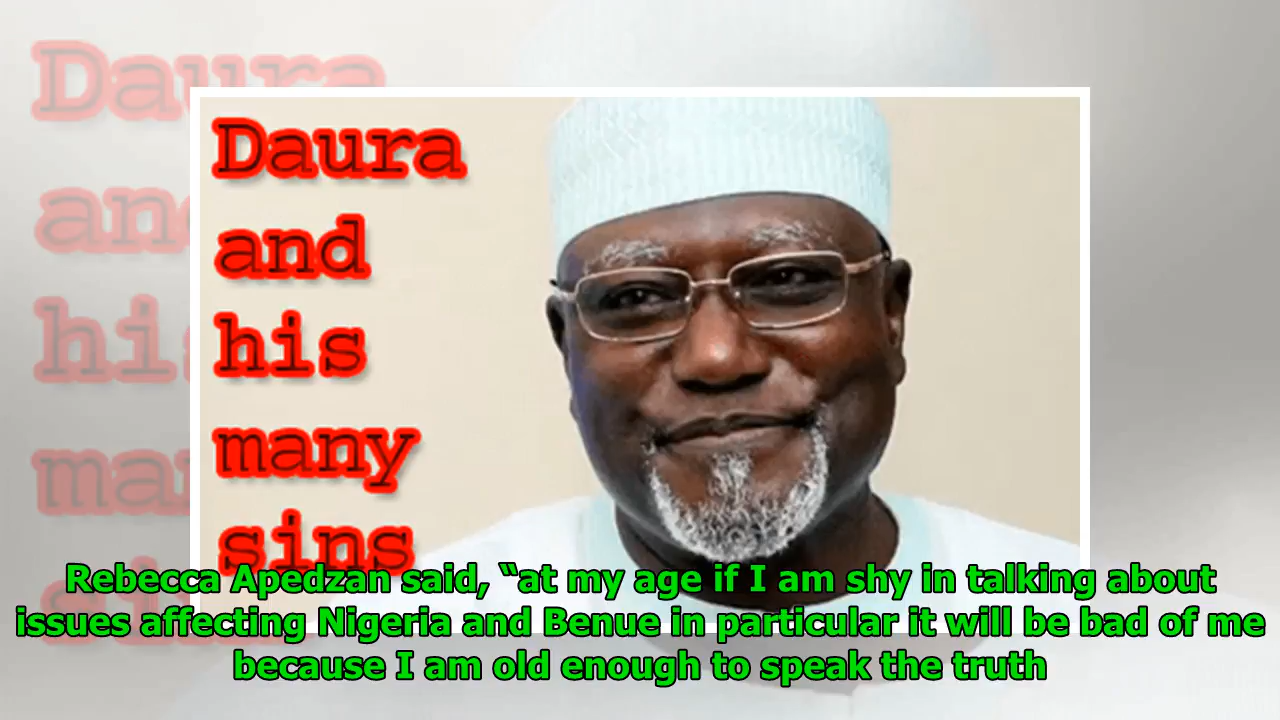 Daura
and
his
many
sins
Rebecca Apedzan said, “at my age if I am shy in talking about
issues affecting Nigeria and Benue in particular it will be bad of me
because I am old enough to speak the truth